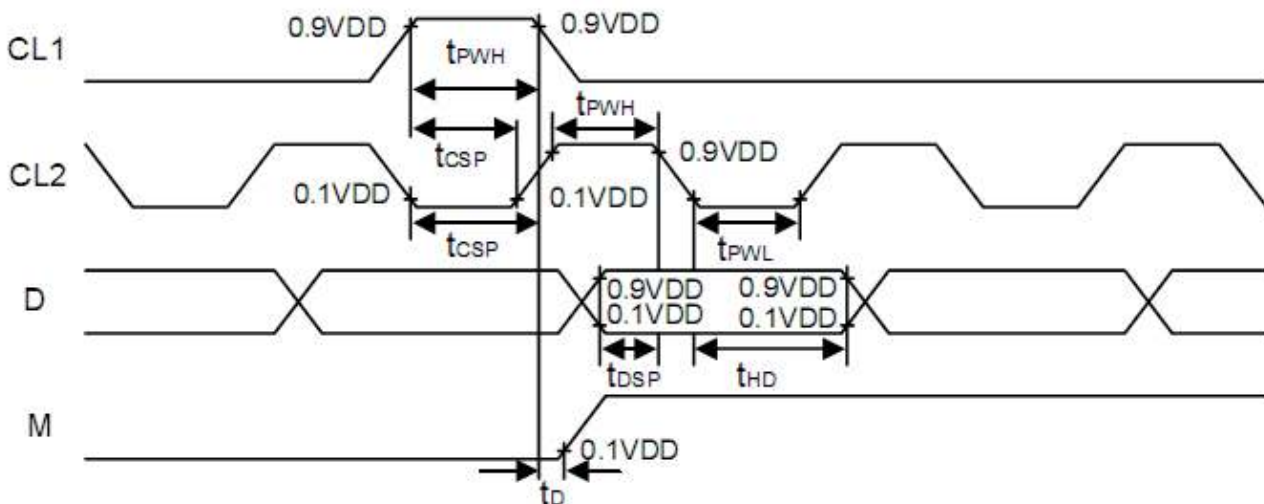 CL1
0.9VDD
0.9VDD
tPWH
tPWH
tCSP
CL2
0.9VDD
0.1VDD
0.1VDD
tCSP
tPWL
D
0.9VDD
0.9VDD
0.1VDD
0.1VDD
tDSP
tHD
M
0.1VDD
tD